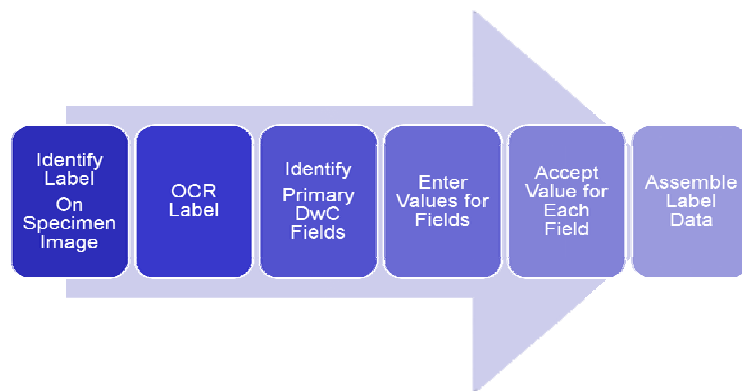 Identify
Label
On
Specimen
Image
OCR
Label
Identify
Primary
DwC
Fields
Enter
Values for
Fields
Accept
Value for
Each
Field
Assemble
Label
Data